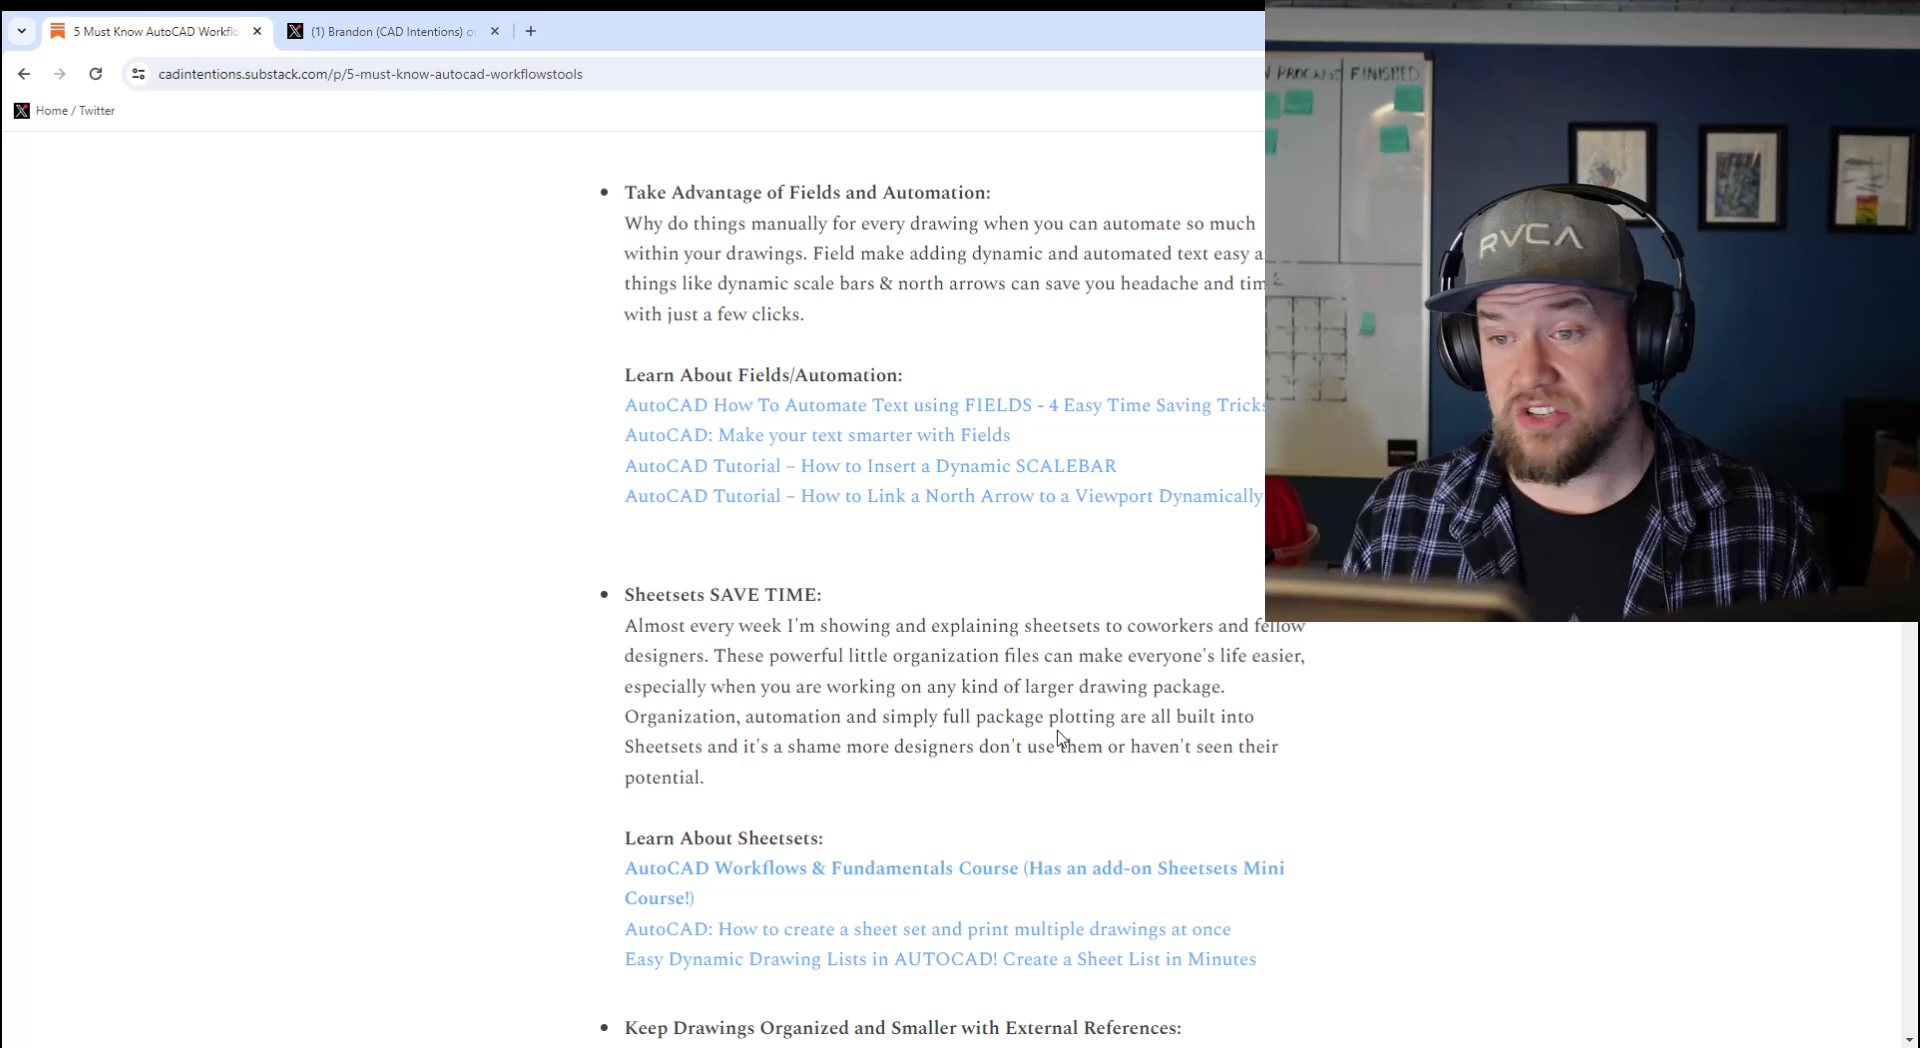 5 Must Know AutoCAD Workflo
(1) Brandon (CAD Intentions) o
cadintentions.substack.com/p/5-must-know-autocad-workflowstools
Home / Twitter
FINISHED
RVCA
Take Advantage of Fields and Automation:
Why do things manually for every drawing when you can automate so much
within your drawings. Field make adding dynamic and automated text easy a
things like dynamic scale bars & north arrows can save you headache and tim
with just a few clicks.
Learn About Fields/Automation:
AutoCAD How To Automate Text using FIELDS - 4 Easy Time Saving Tricks
AutoCAD: Make your text smarter with Fields
AutoCAD Tutorial – How to Insert a Dynamic SCALEBAR
AutoCAD Tutorial – How to Link a North Arrow to a Viewport Dynamically
Sheetsets SAVE TIME:
Almost every week I'm showing and explaining sheetsets to coworkers and fellow
designers. These powerful little organization files can make everyone's life easier,
especially when you are working on any kind of larger drawing package.
Organization, automation and simply full package plotting are all built into
Sheetsets and it's a shame more designers don't use them or haven't seen their
potential.
Learn About Sheetsets:
AutoCAD Workflows & Fundamentals Course (Has an add-on Sheetsets Mini
Course!)
AutoCAD: How to create a sheet set and print multiple drawings at once
Easy Dynamic Drawing Lists in AUTOCAD! Create a Sheet List in Minutes
Keep Drawings Organized and Smaller with External References: